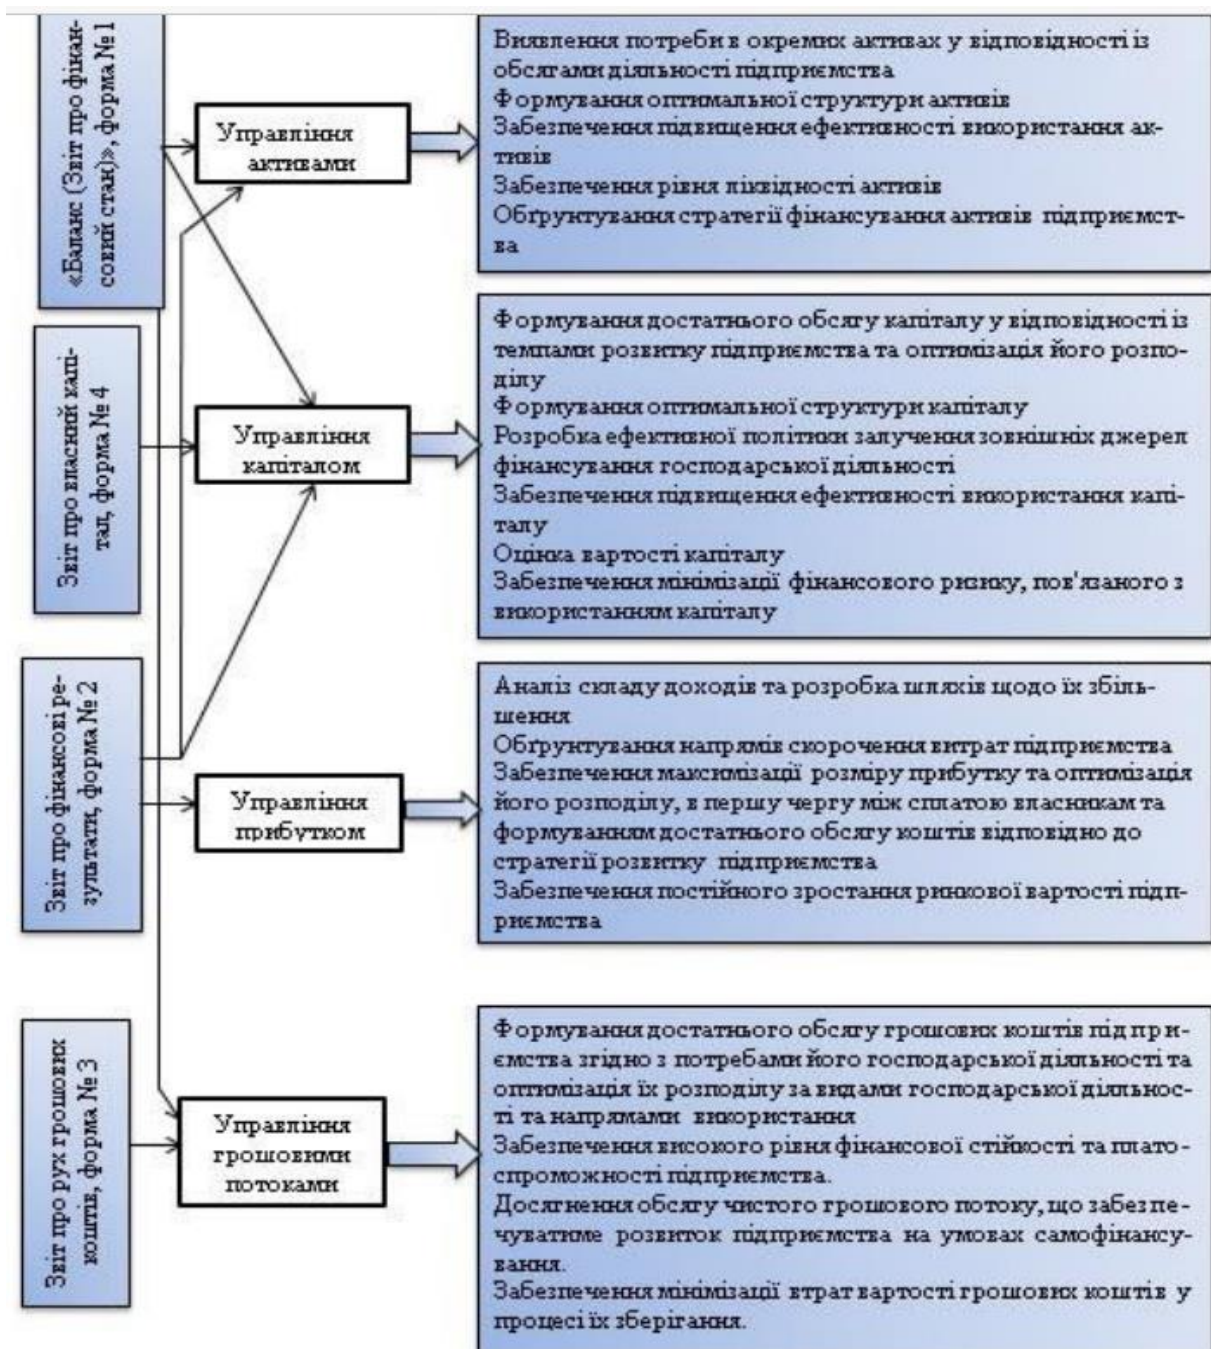 «Баланс (Звіт про фінан-
совий стан)», форма № 1
Управління
активами
Виявлення потреби в окремих активах у відповідності із
обсягами діяльності підприємства
Формування оптимальної структури активів
Забезпечення підвищення ефективності використання ак-
тивів
Забезпечення рівня ліквідності активів
Обґрунтування стратегії фінансування активів підприємст-
ва
Звіт про власний капі-
тал, форма № 4
Управління
капіталом
Формування достатнього обсягу капіталу у відповідності із
темпами розвитку підприємства та оптимізація його розпо-
ділу
Формування оптимальної структури капіталу
Розробка ефективної політики залучення зовнішніх джерел
фінансування господарської діяльності
Забезпечення підвищення ефективності використання капі-
талу
Оцінка вартості капіталу
Забезпечення мінімізації фінансового ризику, пов'язаного з
використанням капіталу
Звіт про фінансові ре-
зультати, форма № 2
Управління
прибутком
Аналіз складу доходів та розробка шляхів щодо їх збіль-
шення
Обґрунтування напрямів скорочення витрат підприємства
Забезпечення максимізації розміру прибутку та оптимізація
його розподілу, в першу чергу між сплатою власникам та
формуванням достатнього обсягу коштів відповідно до
стратегії розвитку підприємства
Забезпечення постійного зростання ринкової вартості підп-
риємства
Звіт про рух грошових
коштів, форма № 3
Управління
грошовими
потоками
Формування достатнього обсягу грошових коштів підпри-
ємства згідно з потребами його господарської діяльності та
оптимізація їх розподілу за видами господарської діяльнос-
ті та напрямами використання
Забезпечення високого рівня фінансової стійкості та плато-
спроможності підприємства.
Досягнення обсягу чистого грошового потоку, що забезпе-
чуватиме розвиток підприємства на умовах самофінансу-
вання.
Забезпечення мінімізації втрат вартості грошових коштів у
процесі їх зберігання.